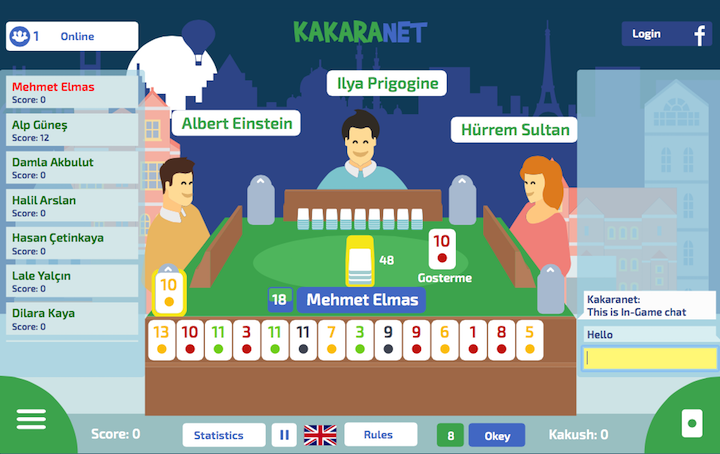 KAKARANET
1 Online
Login f
Mehmet Elmas
Score: 0
Alp Güneş
Score: 12
Damla Akbulut
Score: 0
Halil Arslan
Score: 0
Hasan Çetinkaya
Score: 0
Lale Yalçın
Score: 0
Dilara Kaya
Score: 0
Ilya Prigogine
Albert Einstein
Hürrem Sultan
10
48
Gosterme
10
18 Mehmet Elmas
13 10 11 3 11 11 7 3 9 9 6 1 8 5
Kakaranet:
This is In-Game chat
Hello
Score: 0
Statistics
Rules
8 Okey
Kakush: 0